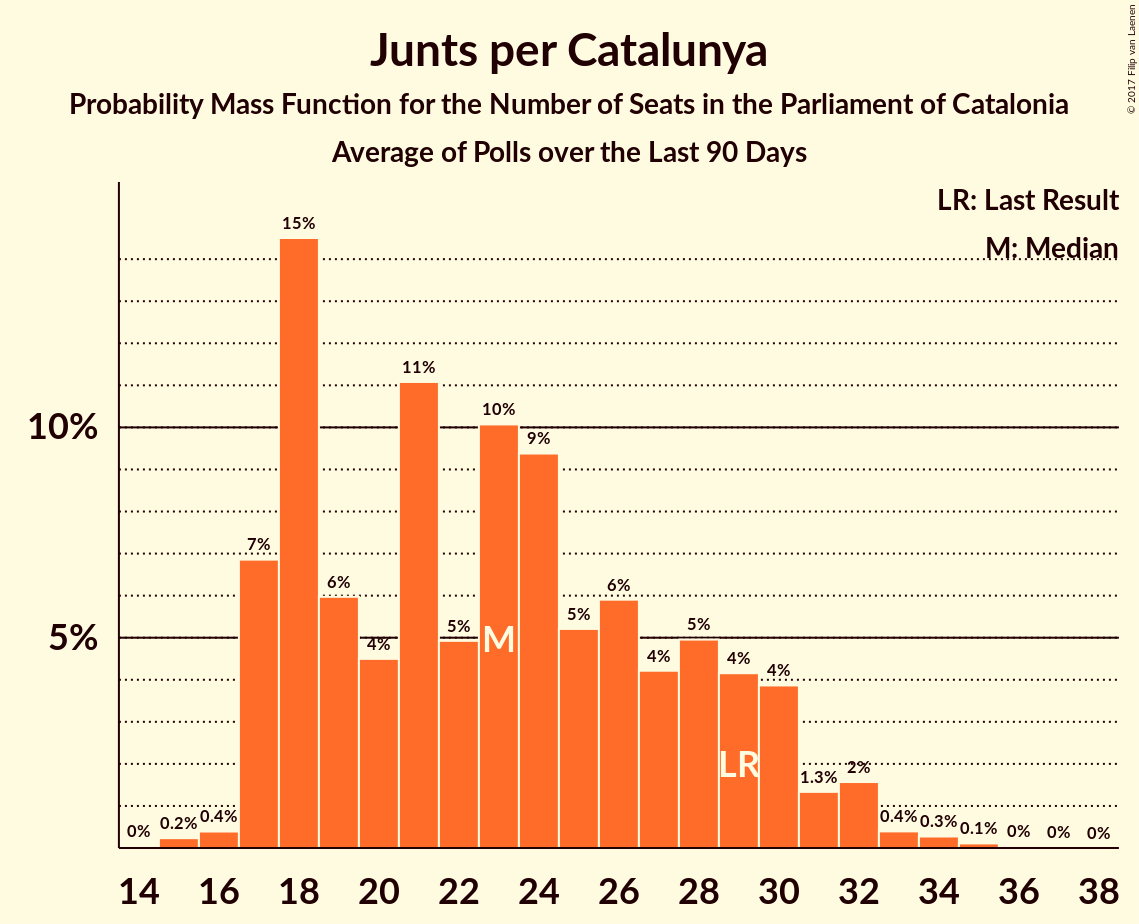 © 2017 Filip van Laenen
Junts per Catalunya
Probability Mass Function for the Number of Seats in the Parliament of Catalonia
Average of Polls over the Last 90 Days
LR: Last Result
M: Median
10%
5%
0% 0.2% 0.4% 7% 15% 6% 4% 11% 5% 10% 9% 5% 6% 4% 5% 4% 4% 1.3% 2% 0.4% 0.3% 0.1% 0% 0% 0%
M
LR
14 16 18 20 22 24 26 28 30 32 34 36 38